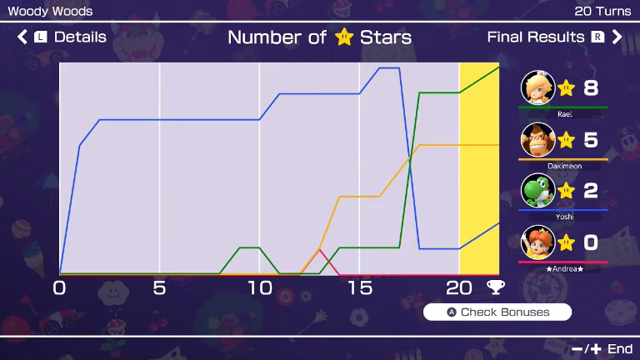 Woody Woods
20 Turns
L Details
Number of Stars
Final Results R
8
Rael
5
Dakimeon
2
Yoshi
0
★Andrea★
0 5 10 15 20
A Check Bonuses
−/+ End